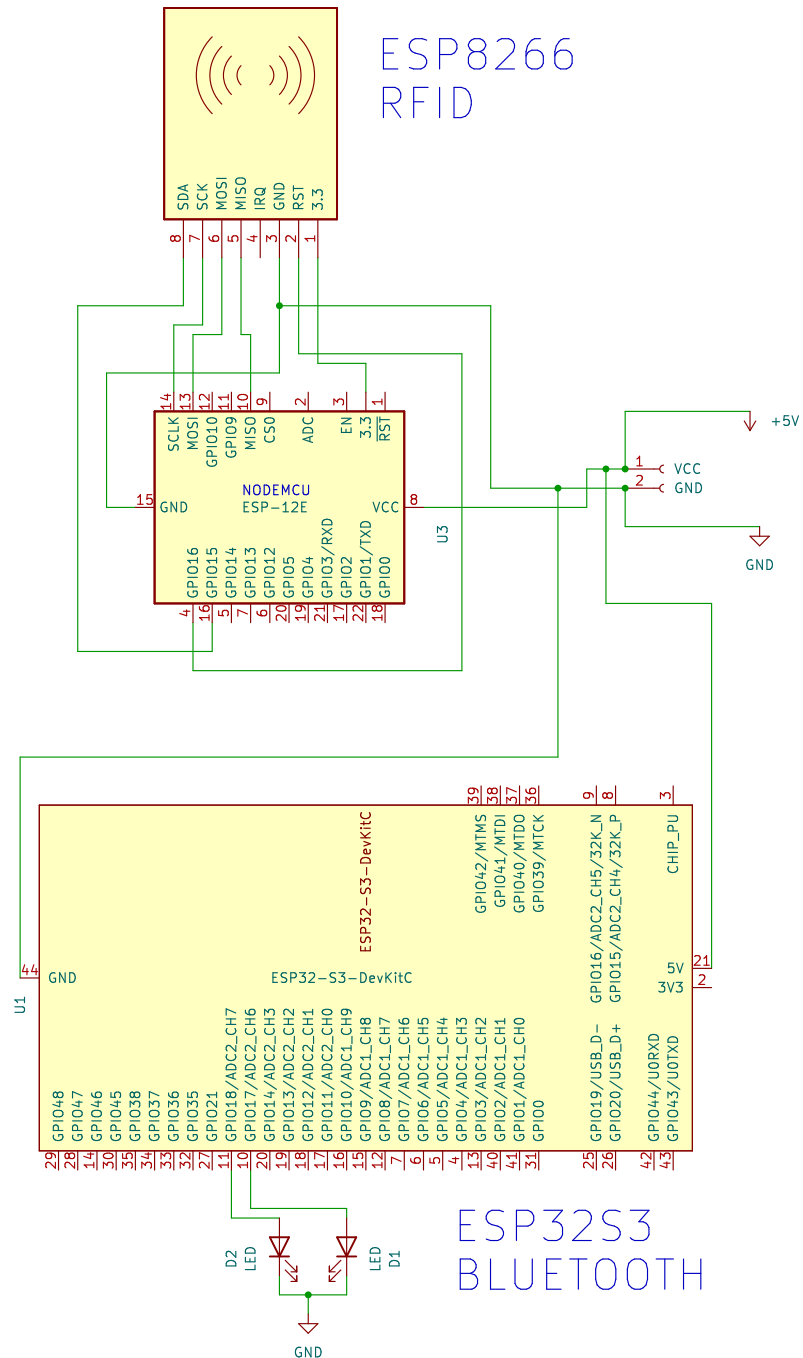 ESP8266
RFID
SDA
SCK
MOSI
MISO
IRQ
GND
RST
3.3
8
7
6
5
4
3
2
1
14
13
12
11
10
9
2
3
1
SCLK
MOSI
GPIO10
GPIO9
MISO
CS0
ADC
EN
3.3
RST
+5V
1 VCC
2 GND
NODEMCU
15 GND
ESP-12E
VCC 8
U3
GND
GPIO16
GPIO15
GPIO14
GPIO13
GPIO12
GPIO5
GPIO4
GPIO3/RXD
GPIO2
GPIO1/TXD
GPIO0
4
16
5
7
6
20
19
21
17
22
18
39
38
37
36
9
8
3
GPIO42/MTMS
GPIO41/MTDI
GPIO40/MTDO
GPIO39/MTCK
GPIO16/ADC2_CH5/32K_N
GPIO15/ADC2_CH4/32K_P
CHIP_PU
ESP32-S3-DevKitC
44 GND
ESP32-S3-DevKitC
5V 21
3V3 2
U1
GPIO48
GPIO47
GPIO46
GPIO45
GPIO38
GPIO37
GPIO36
GPIO35
GPIO21
GPIO18/ADC2_CH7
GPIO17/ADC2_CH6
GPIO14/ADC2_CH3
GPIO13/ADC2_CH2
GPIO12/ADC2_CH1
GPIO11/ADC2_CH0
GPIO10/ADC1_CH9
GPIO9/ADC1_CH8
GPIO8/ADC1_CH7
GPIO7/ADC1_CH6
GPIO6/ADC1_CH5
GPIO5/ADC1_CH4
GPIO4/ADC1_CH3
GPIO3/ADC1_CH2
GPIO2/ADC1_CH1
GPIO1/ADC1_CH0
GPIO0
GPIO19/USB_D-
GPIO20/USB_D+
GPIO44/U0RXD
GPIO43/U0TXD
29
28
14
30
35
34
33
32
27
11
10
20
19
18
17
16
15
12
7
6
5
4
13
40
41
31
25
26
42
43
ESP32S3
BLUETOOTH
D2
LED
LED
D1
GND